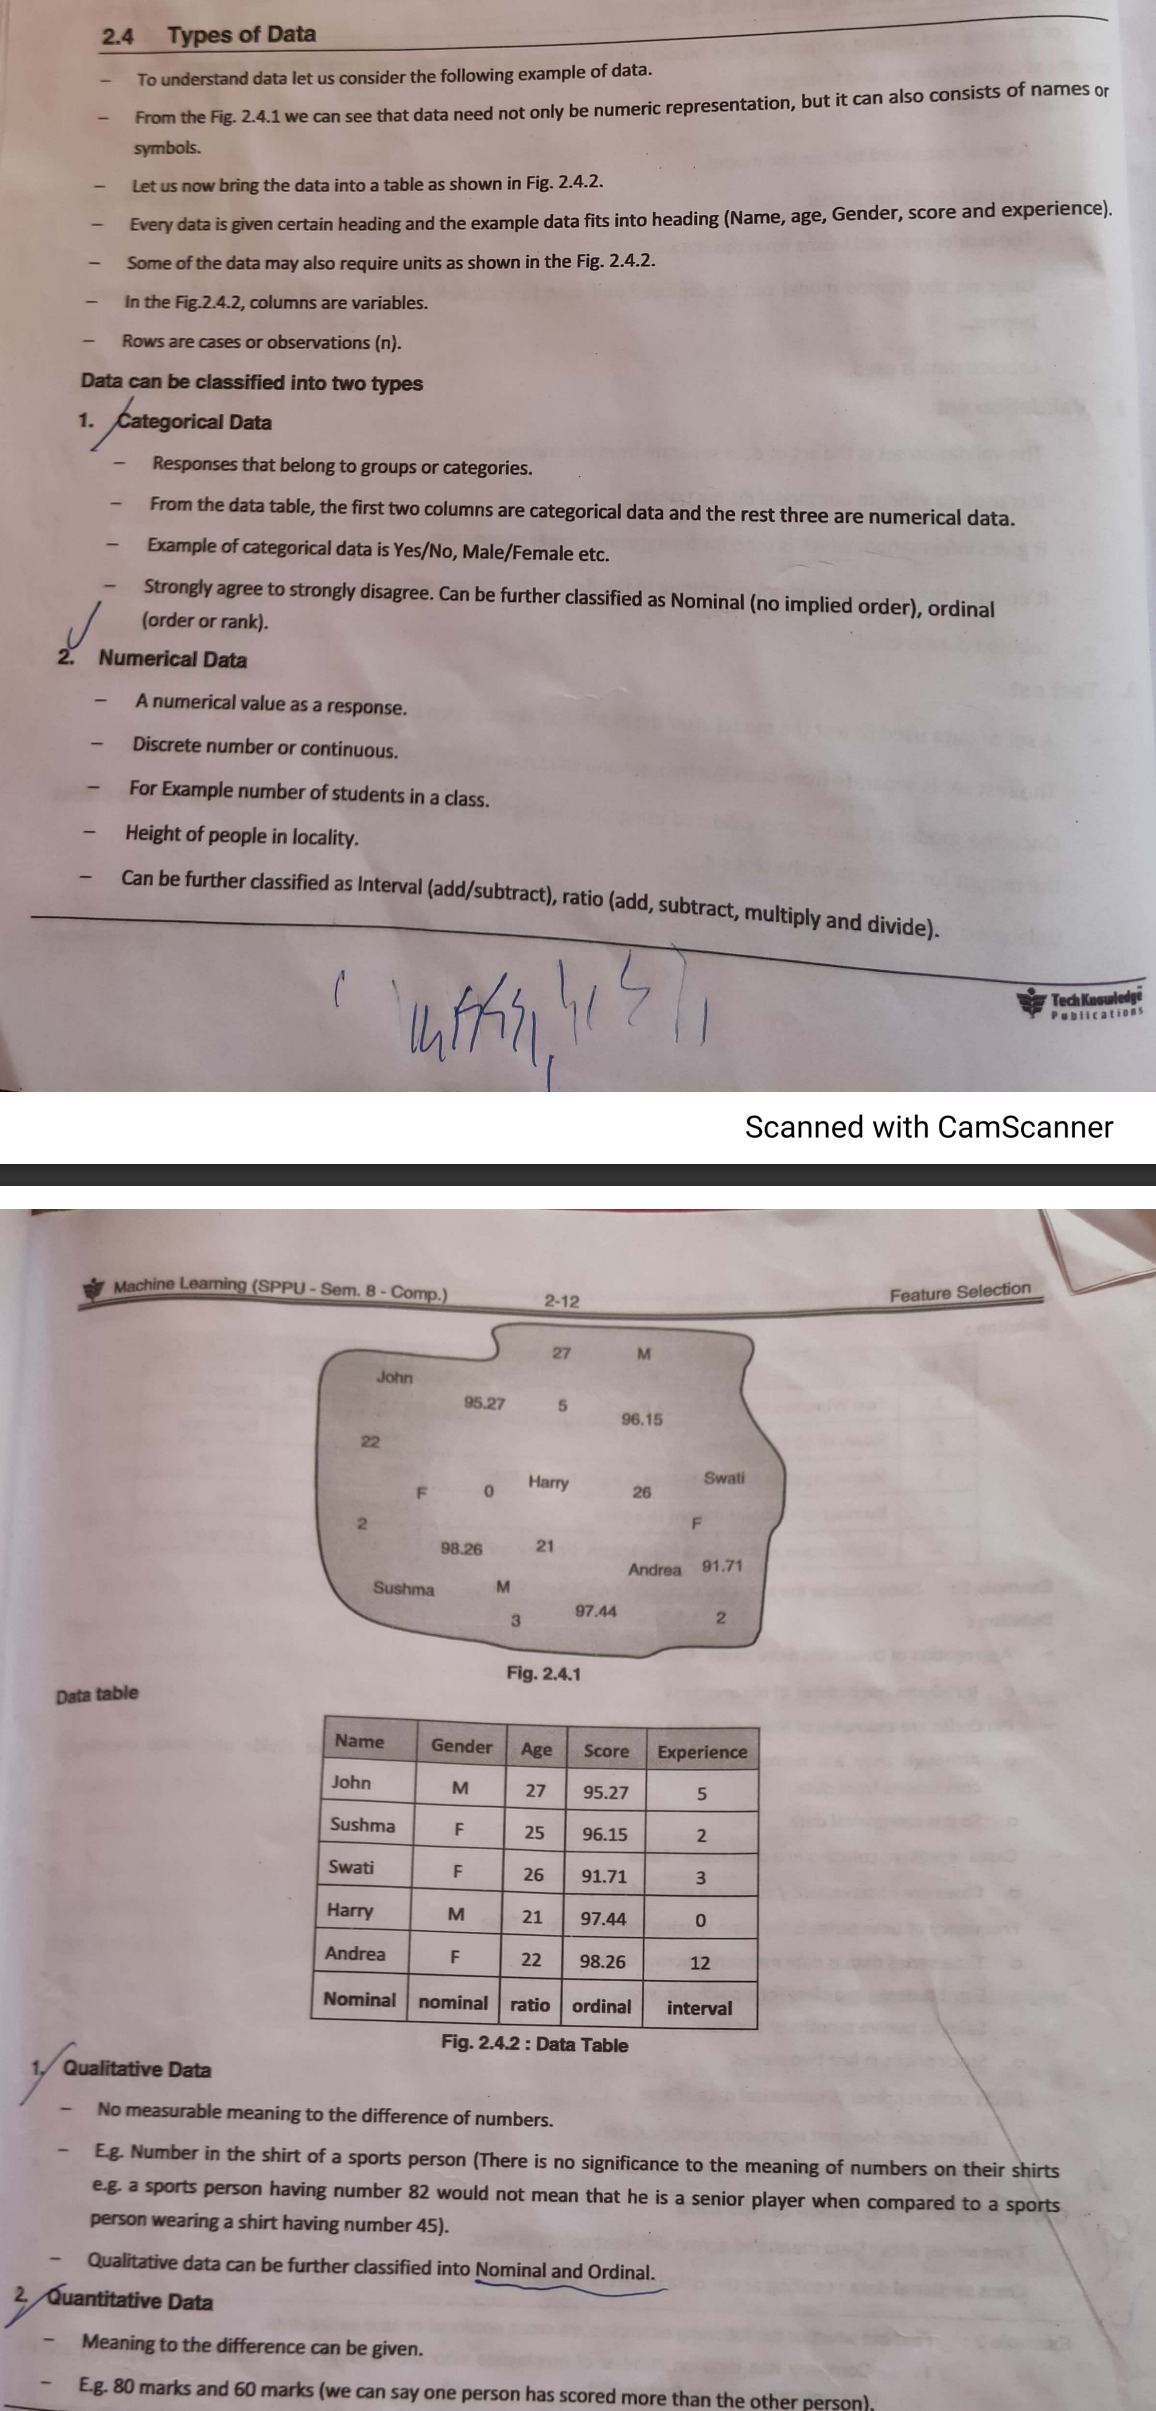 2.4 Types of Data
– To understand data let us consider the following example of data.
– From the Fig. 2.4.1 we can see that data need not only be numeric representation, but it can also consists of names or
symbols.
– Let us now bring the data into a table as shown in Fig. 2.4.2.
– Every data is given certain heading and the example data fits into heading (Name, age, Gender, score and experience).
– Some of the data may also require units as shown in the Fig. 2.4.2.
– In the Fig.2.4.2, columns are variables.
– Rows are cases or observations (n).
Data can be classified into two types
1. Categorical Data
– Responses that belong to groups or categories.
– From the data table, the first two columns are categorical data and the rest three are numerical data.
– Example of categorical data is Yes/No, Male/Female etc.
– Strongly agree to strongly disagree. Can be further classified as Nominal (no implied order), ordinal
(order or rank).
2. Numerical Data
– A numerical value as a response.
– Discrete number or continuous.
– For Example number of students in a class.
– Height of people in locality.
– Can be further classified as Interval (add/subtract), ratio (add, subtract, multiply and divide).
TechKnowledge
Publications
Scanned with CamScanner
Machine Learning (SPPU - Sem. 8 - Comp.) 2-12 Feature Selection
27 M
John
95.27 5 96.15
22
F 0 Harry 26 Swati
2 F
98.26 21
Andrea 91.71
Sushma M
3 97.44 2
Fig. 2.4.1
Data table
Name Gender Age Score Experience
John M 27 95.27 5
Sushma F 25 96.15 2
Swati F 26 91.71 3
Harry M 21 97.44 0
Andrea F 22 98.26 12
Nominal nominal ratio ordinal interval
Fig. 2.4.2 : Data Table
1. Qualitative Data
– No measurable meaning to the difference of numbers.
– E.g. Number in the shirt of a sports person (There is no significance to the meaning of numbers on their shirts
e.g. a sports person having number 82 would not mean that he is a senior player when compared to a sports
person wearing a shirt having number 45).
– Qualitative data can be further classified into Nominal and Ordinal.
2. Quantitative Data
– Meaning to the difference can be given.
– E.g. 80 marks and 60 marks (we can say one person has scored more than the other person).